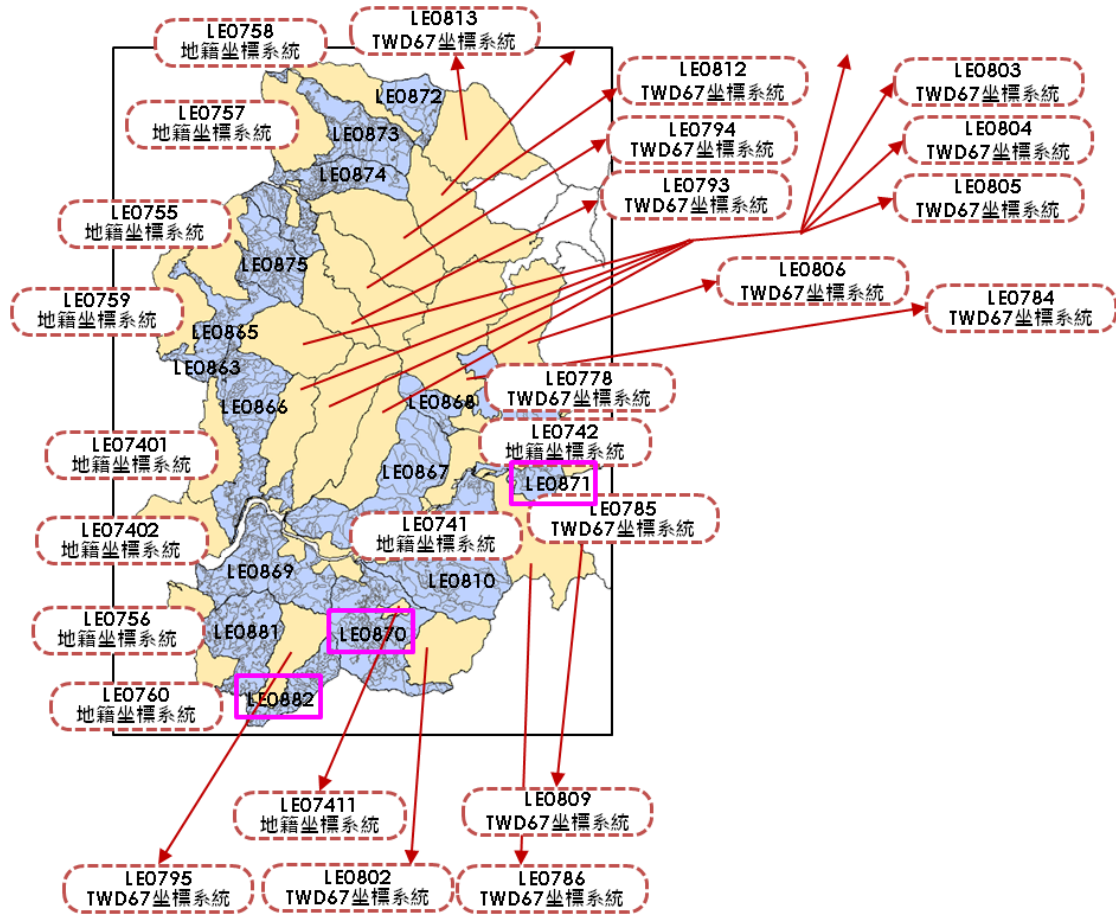 LE0758
地籍坐標系統
LE0813
TWD67坐標系統
LE0812
TWD67坐標系統
LE0803
TWD67坐標系統
LE0872
LE0757
地籍坐標系統
LE0873
LE0794
TWD67坐標系統
LE0804
TWD67坐標系統
LE0874
LE0793
TWD67坐標系統
LE0805
TWD67坐標系統
LE0755
地籍坐標系統
LE0875
LE0806
TWD67坐標系統
LE0759
地籍坐標系統
LE0784
TWD67坐標系統
LE0865
LE0863
LE0778
TWD67坐標系統
LE0866
LE0868
LE07401
地籍坐標系統
LE0742
地籍坐標系統
LE0867
LE0871
LE0785
TWD67坐標系統
LE07402
地籍坐標系統
LE0741
地籍坐標系統
LE0869
LE0810
LE0756
地籍坐標系統
LE0881
LE0870
LE0760
地籍坐標系統
LE0882
LE07411
地籍坐標系統
LE0809
TWD67坐標系統
LE0795
TWD67坐標系統
LE0802
TWD67坐標系統
LE0786
TWD67坐標系統